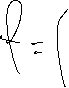 f = (